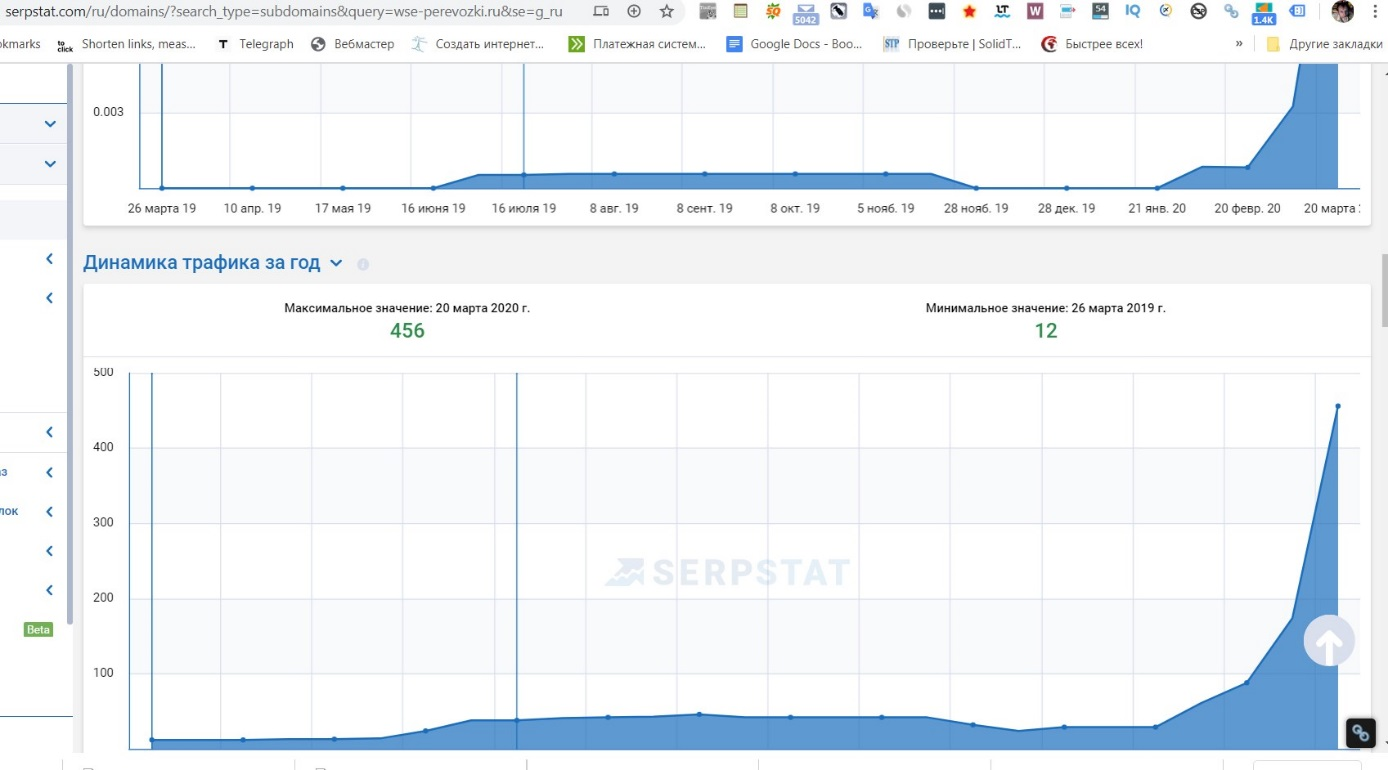 serpstat.com/ru/domains/?search_type=subdomains&query=wse-perevozki.ru&se=g_ru
5042
54
IQ
1.4K
okmarks
to click
Shorten links, meas...
Telegraph
Вебмастер
Создать интернет...
Платежная систем...
Google Docs - Boo...
STP
Проверьте | SolidT...
Быстрее всех!
»
Другие закладки
0.003
26 марта 19
10 апр. 19
17 мая 19
16 июня 19
16 июля 19
8 авг. 19
8 сент. 19
8 окт. 19
5 нояб. 19
28 нояб. 19
28 дек. 19
21 янв. 20
20 февр. 20
20 марта
Динамика трафика за год
Максимальное значение: 20 марта 2020 г.
456
Минимальное значение: 26 марта 2019 г.
12
500
400
300
200
100
SERPSTAT
аз
лок
Beta